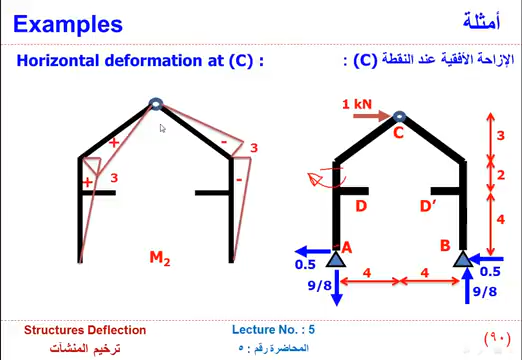 Examples
أمثلة
Horizontal deformation at (C) :
الإزاحة الأفقية عند النقطة (C) :
1 kN
C
3
2
4
+
-
3
+
3
-
D
D’
M2
A
B
0.5
0.5
4
4
9/8
9/8
Structures Deflection
Lecture No. : 5
ترخيم المنشآت
المحاضرة رقم : ٥
(٩٠)